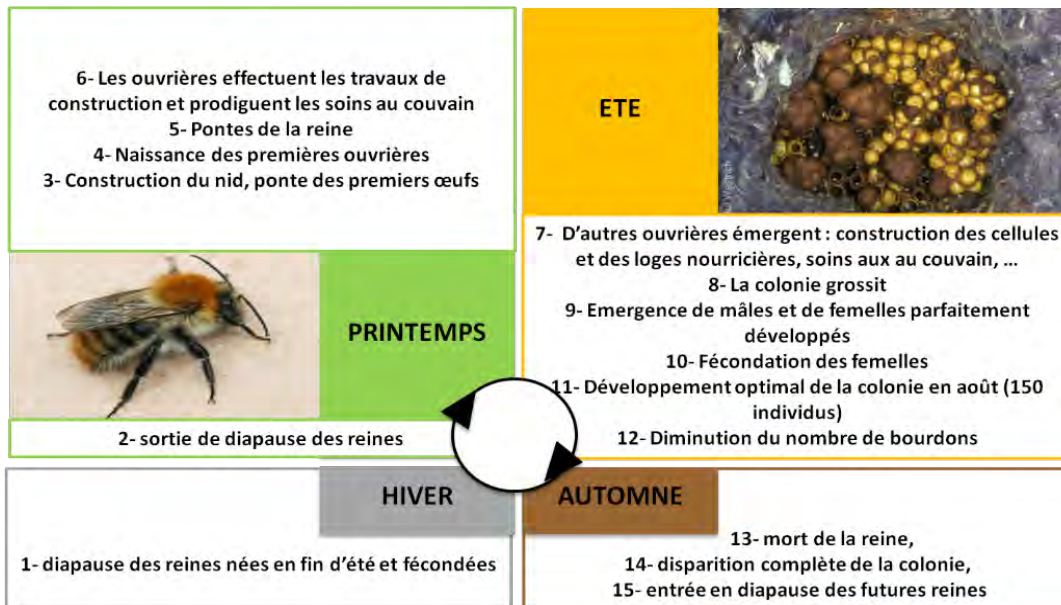 6- Les ouvrières effectuent les travaux de
construction et prodiguent les soins au couvain
5- Pontes de la reine
4- Naissance des premières ouvrières
3- Construction du nid, ponte des premiers œufs
ETE
7- D'autres ouvrières émergent : construction des cellules
et des loges nourricières, soins aux au couvain, ...
8- La colonie grossit
9- Emergence de mâles et de femelles parfaitement
développés
10- Fécondation des femelles
11- Développement optimal de la colonie en août (150
individus)
12- Diminution du nombre de bourdons
PRINTEMPS
2- sortie de diapause des reines
HIVER
1- diapause des reines nées en fin d'été et fécondées
AUTOMNE
13- mort de la reine,
14- disparition complète de la colonie,
15- entrée en diapause des futures reines